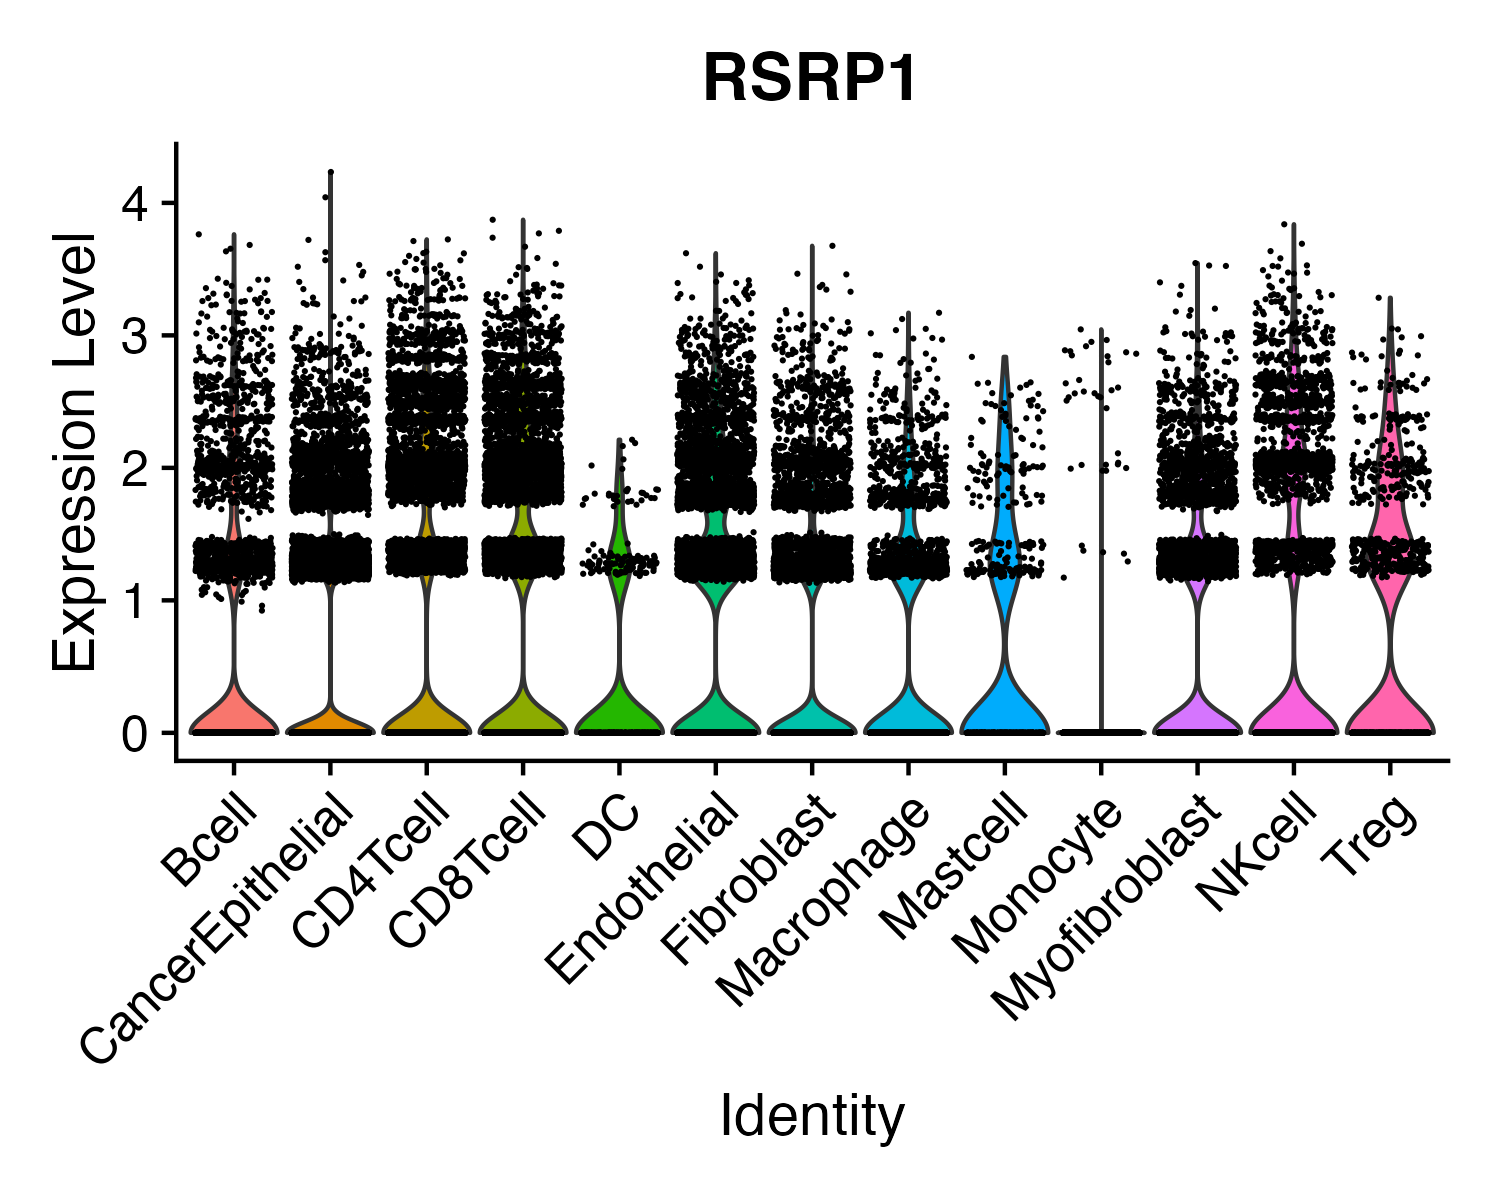 RSRP1
Expression Level
4
3
2
1
0
Bcell
CancerEpithelial
CD4Tcell
CD8Tcell
DC
Endothelial
Fibroblast
Macrophage
Mastcell
Monocyte
Myofibroblast
NKcell
Treg
Identity